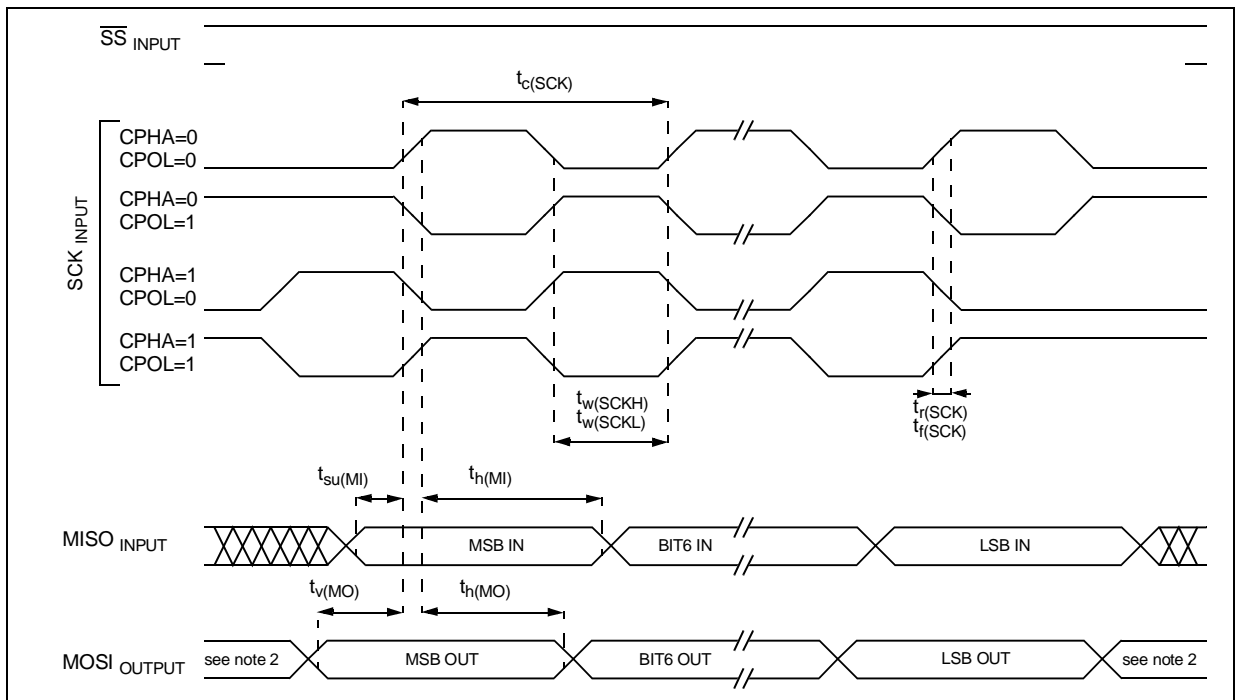 SS INPUT
tc(SCK)
SCK INPUT
CPHA=0
CPOL=0
CPHA=0
CPOL=1
CPHA=1
CPOL=0
CPHA=1
CPOL=1
tw(SCKH)
tw(SCKL)
tr(SCK)
tf(SCK)
tsu(MI)
th(MI)
MISO INPUT
MSB IN
BIT6 IN
LSB IN
tv(MO)
th(MO)
MOSI OUTPUT
see note 2
MSB OUT
BIT6 OUT
LSB OUT
see note 2